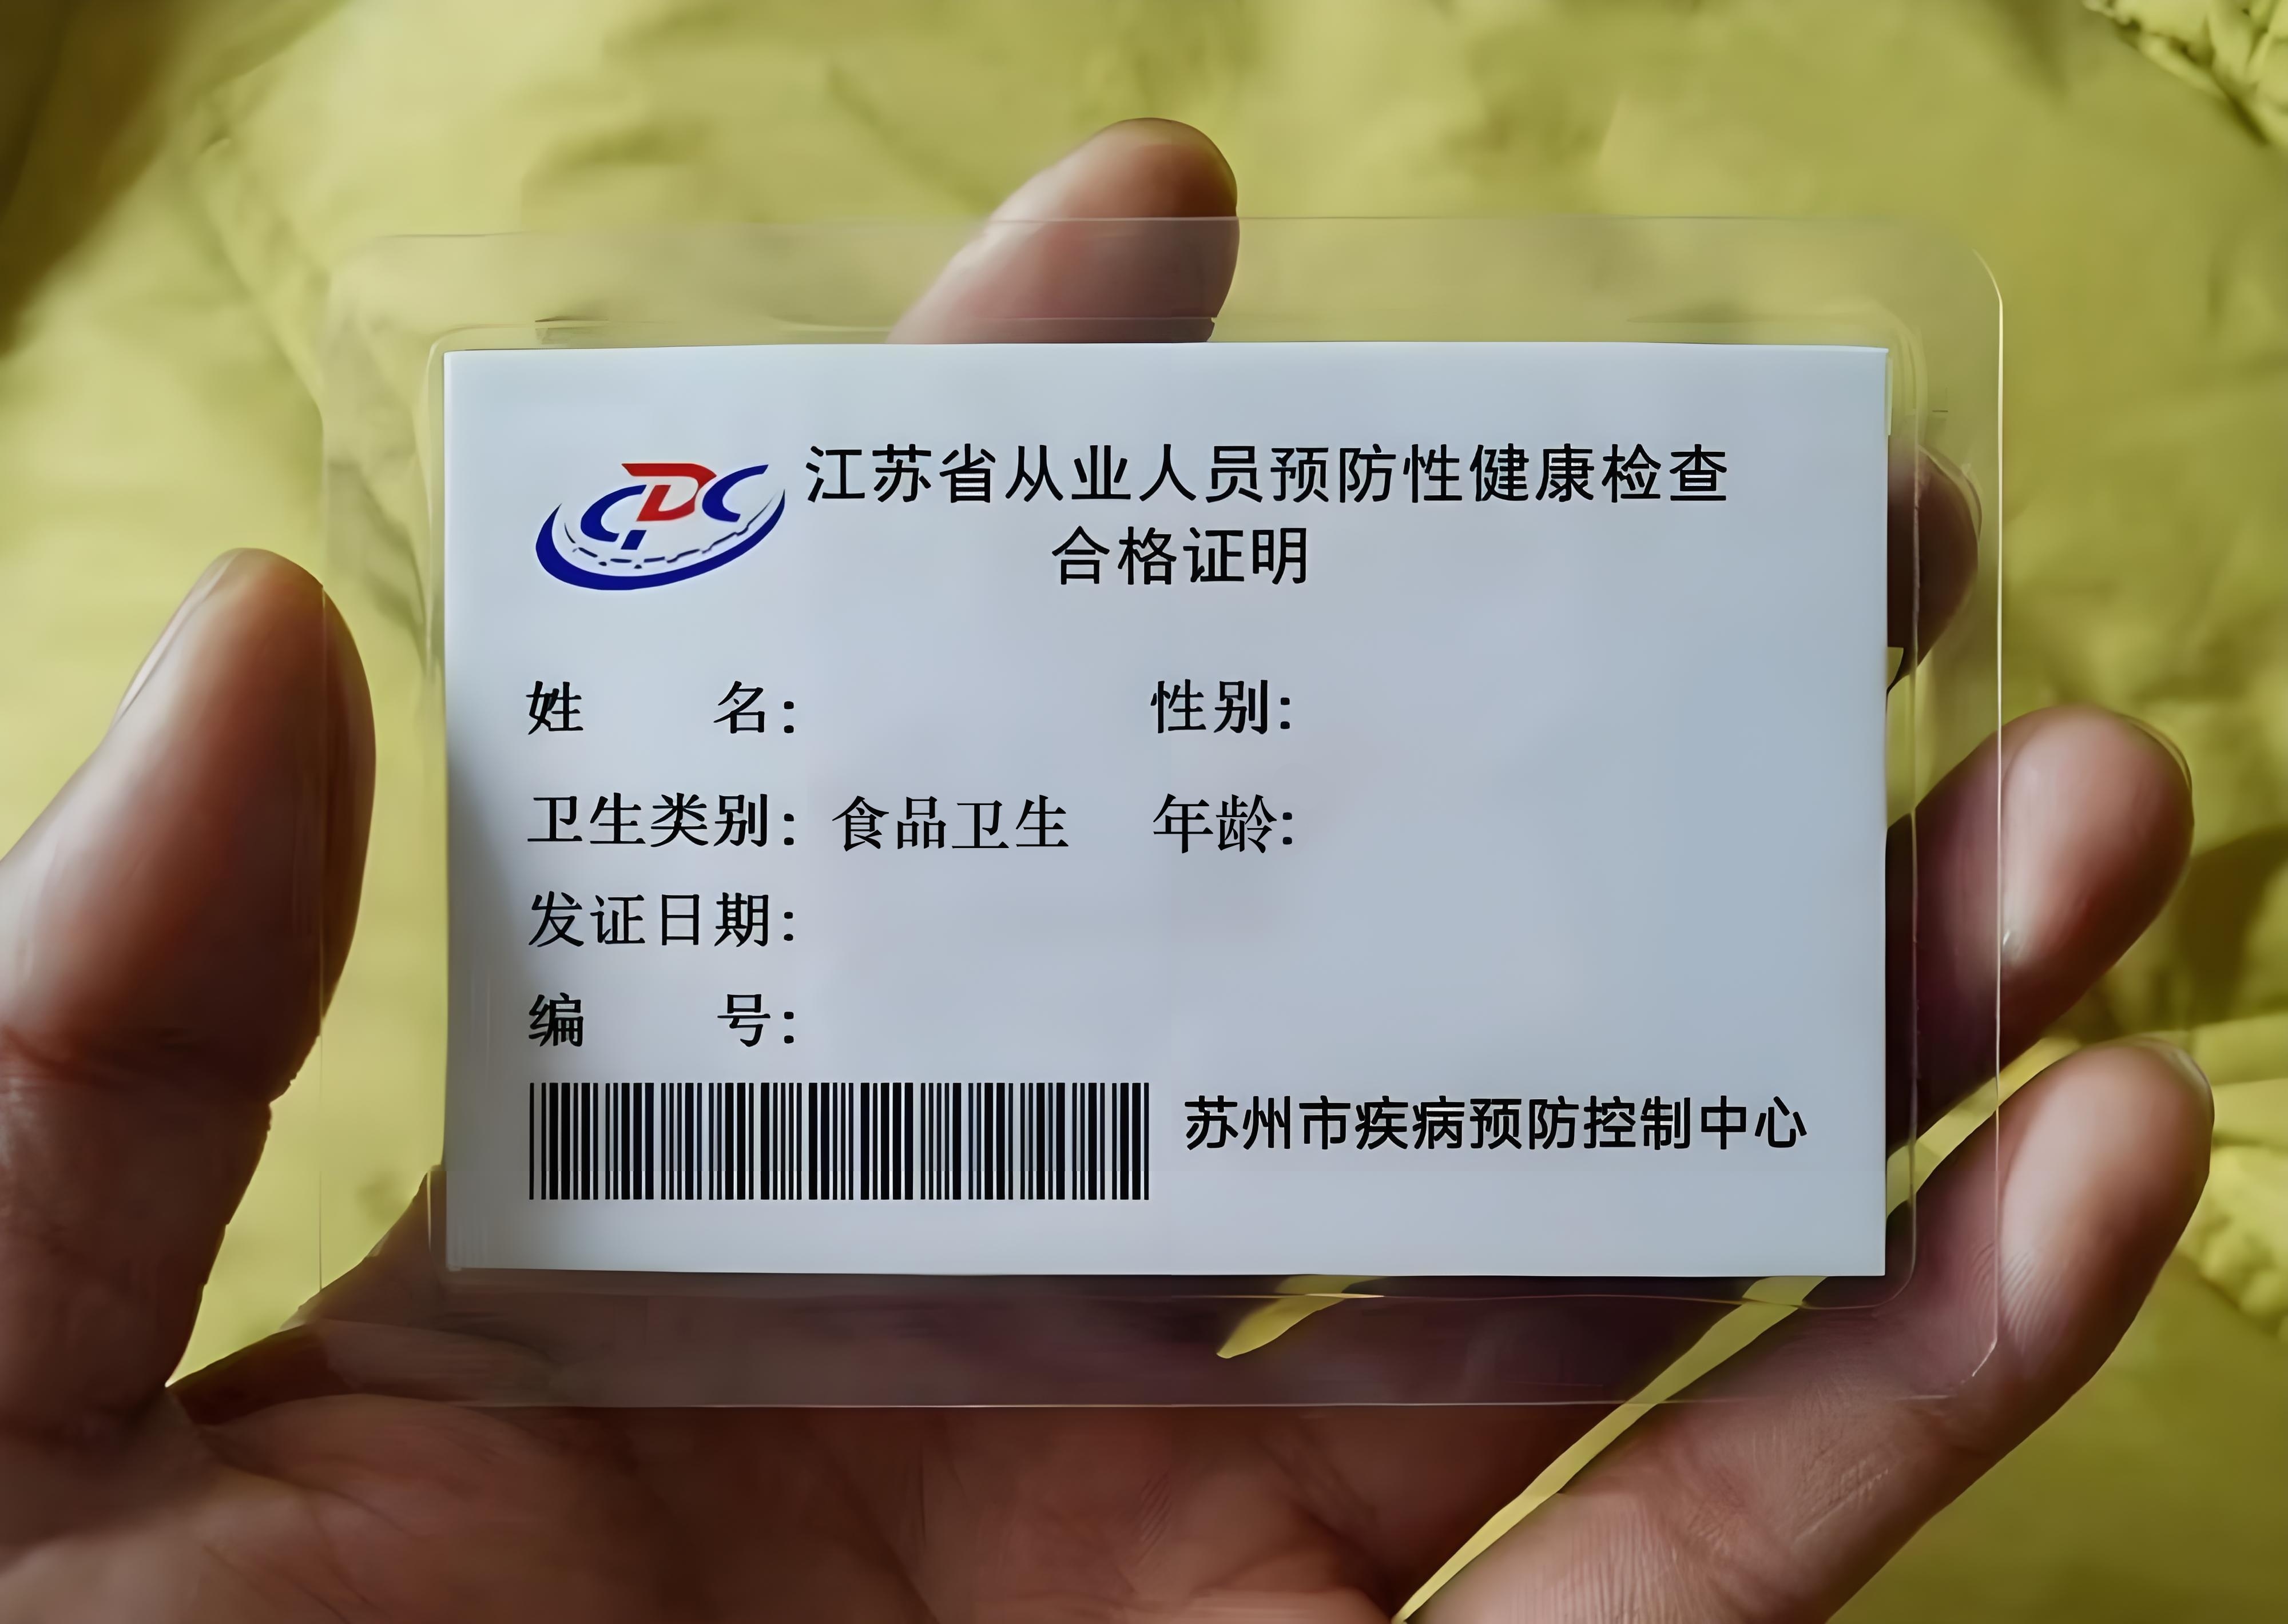 CDC
江苏省从业人员预防性健康检查
合格证明
姓 名: 性别:
卫生类别: 食品卫生 年龄:
发证日期:
编 号:
苏州市疾病预防控制中心